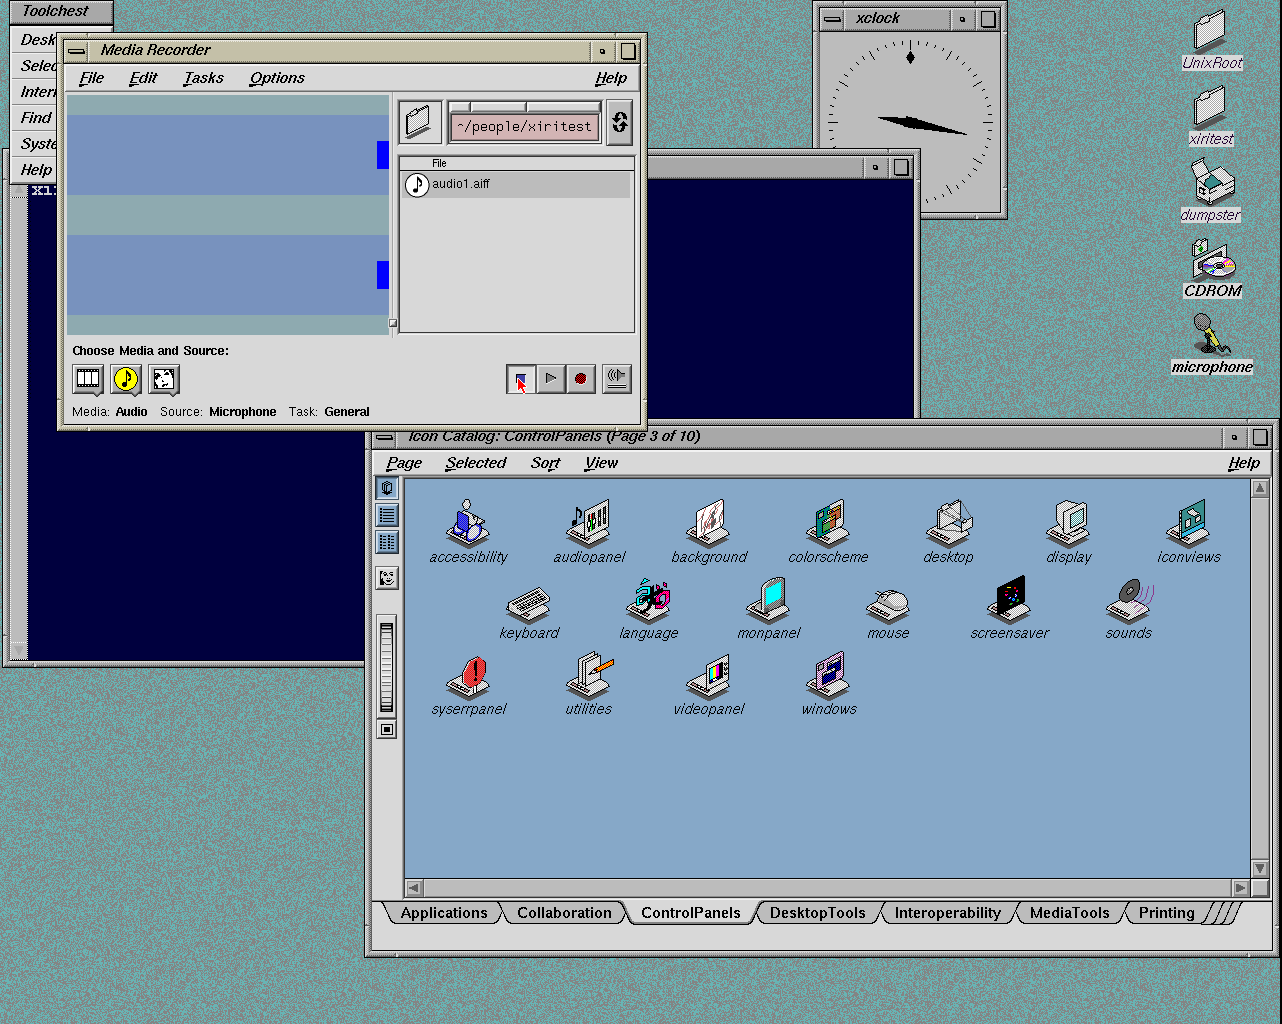 Toolchest
Desk
Selec
Inter
Find
Syste
Help
Media Recorder
File Edit Tasks Options Help
~/people/xiritest
File
audio1.aiff
Choose Media and Source:
Media: Audio Source: Microphone Task: General
xclock
UnixRoot
xiritest
dumpster
CDROM
microphone
Icon Catalog: ControlPanels (Page 3 of 10)
Page Selected Sort View Help
accessibility audiopanel background colorscheme desktop display iconviews
keyboard language monpanel mouse screensaver sounds
syserrpanel utilities videopanel windows
Applications Collaboration ControlPanels DesktopTools Interoperability MediaTools Printing